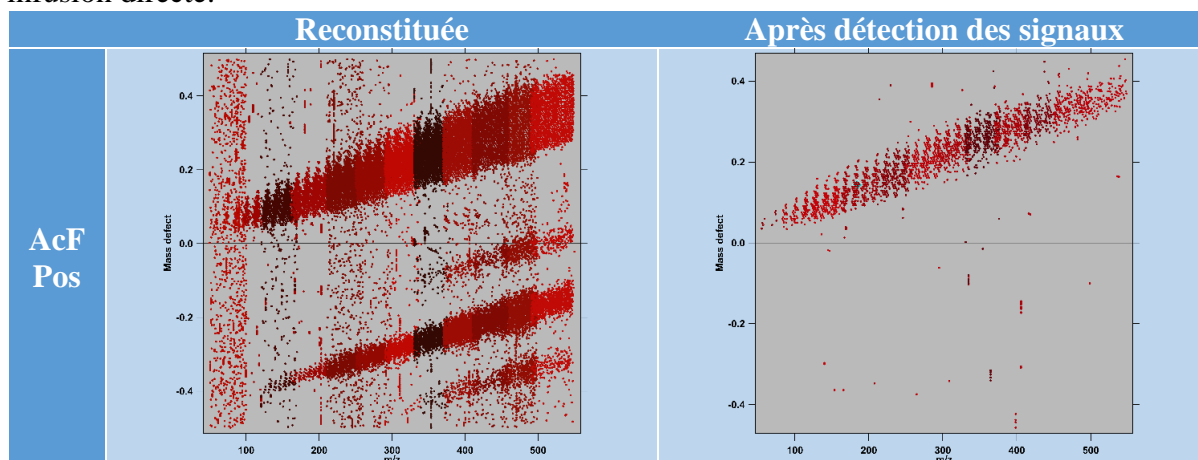 infusion directe.
Reconstituée
Après détection des signaux
AcF
Pos
Mass defect
0.4
0.2
0.0
-0.2
-0.4
100
200
300
400
500
m/z
Mass defect
0.4
0.2
0.0
-0.2
-0.4
100
200
300
400
500
m/z